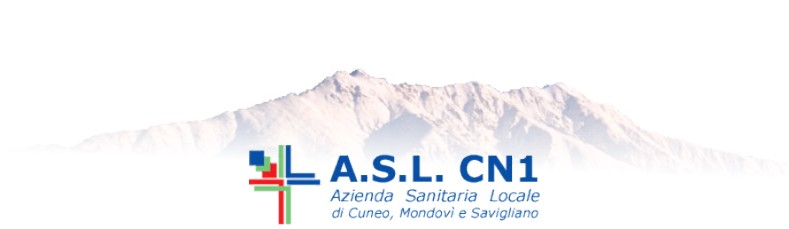 A.S.L. CN1
Azienda Sanitaria Locale
di Cuneo, Mondovì e Savigliano